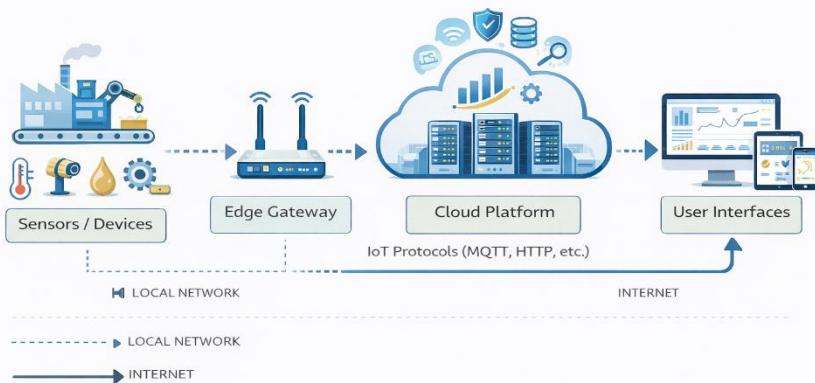 Sensors / Devices
Edge Gateway
Cloud Platform
User Interfaces
IoT Protocols (MQTT, HTTP, etc.)
LOCAL NETWORK
INTERNET
LOCAL NETWORK
INTERNET